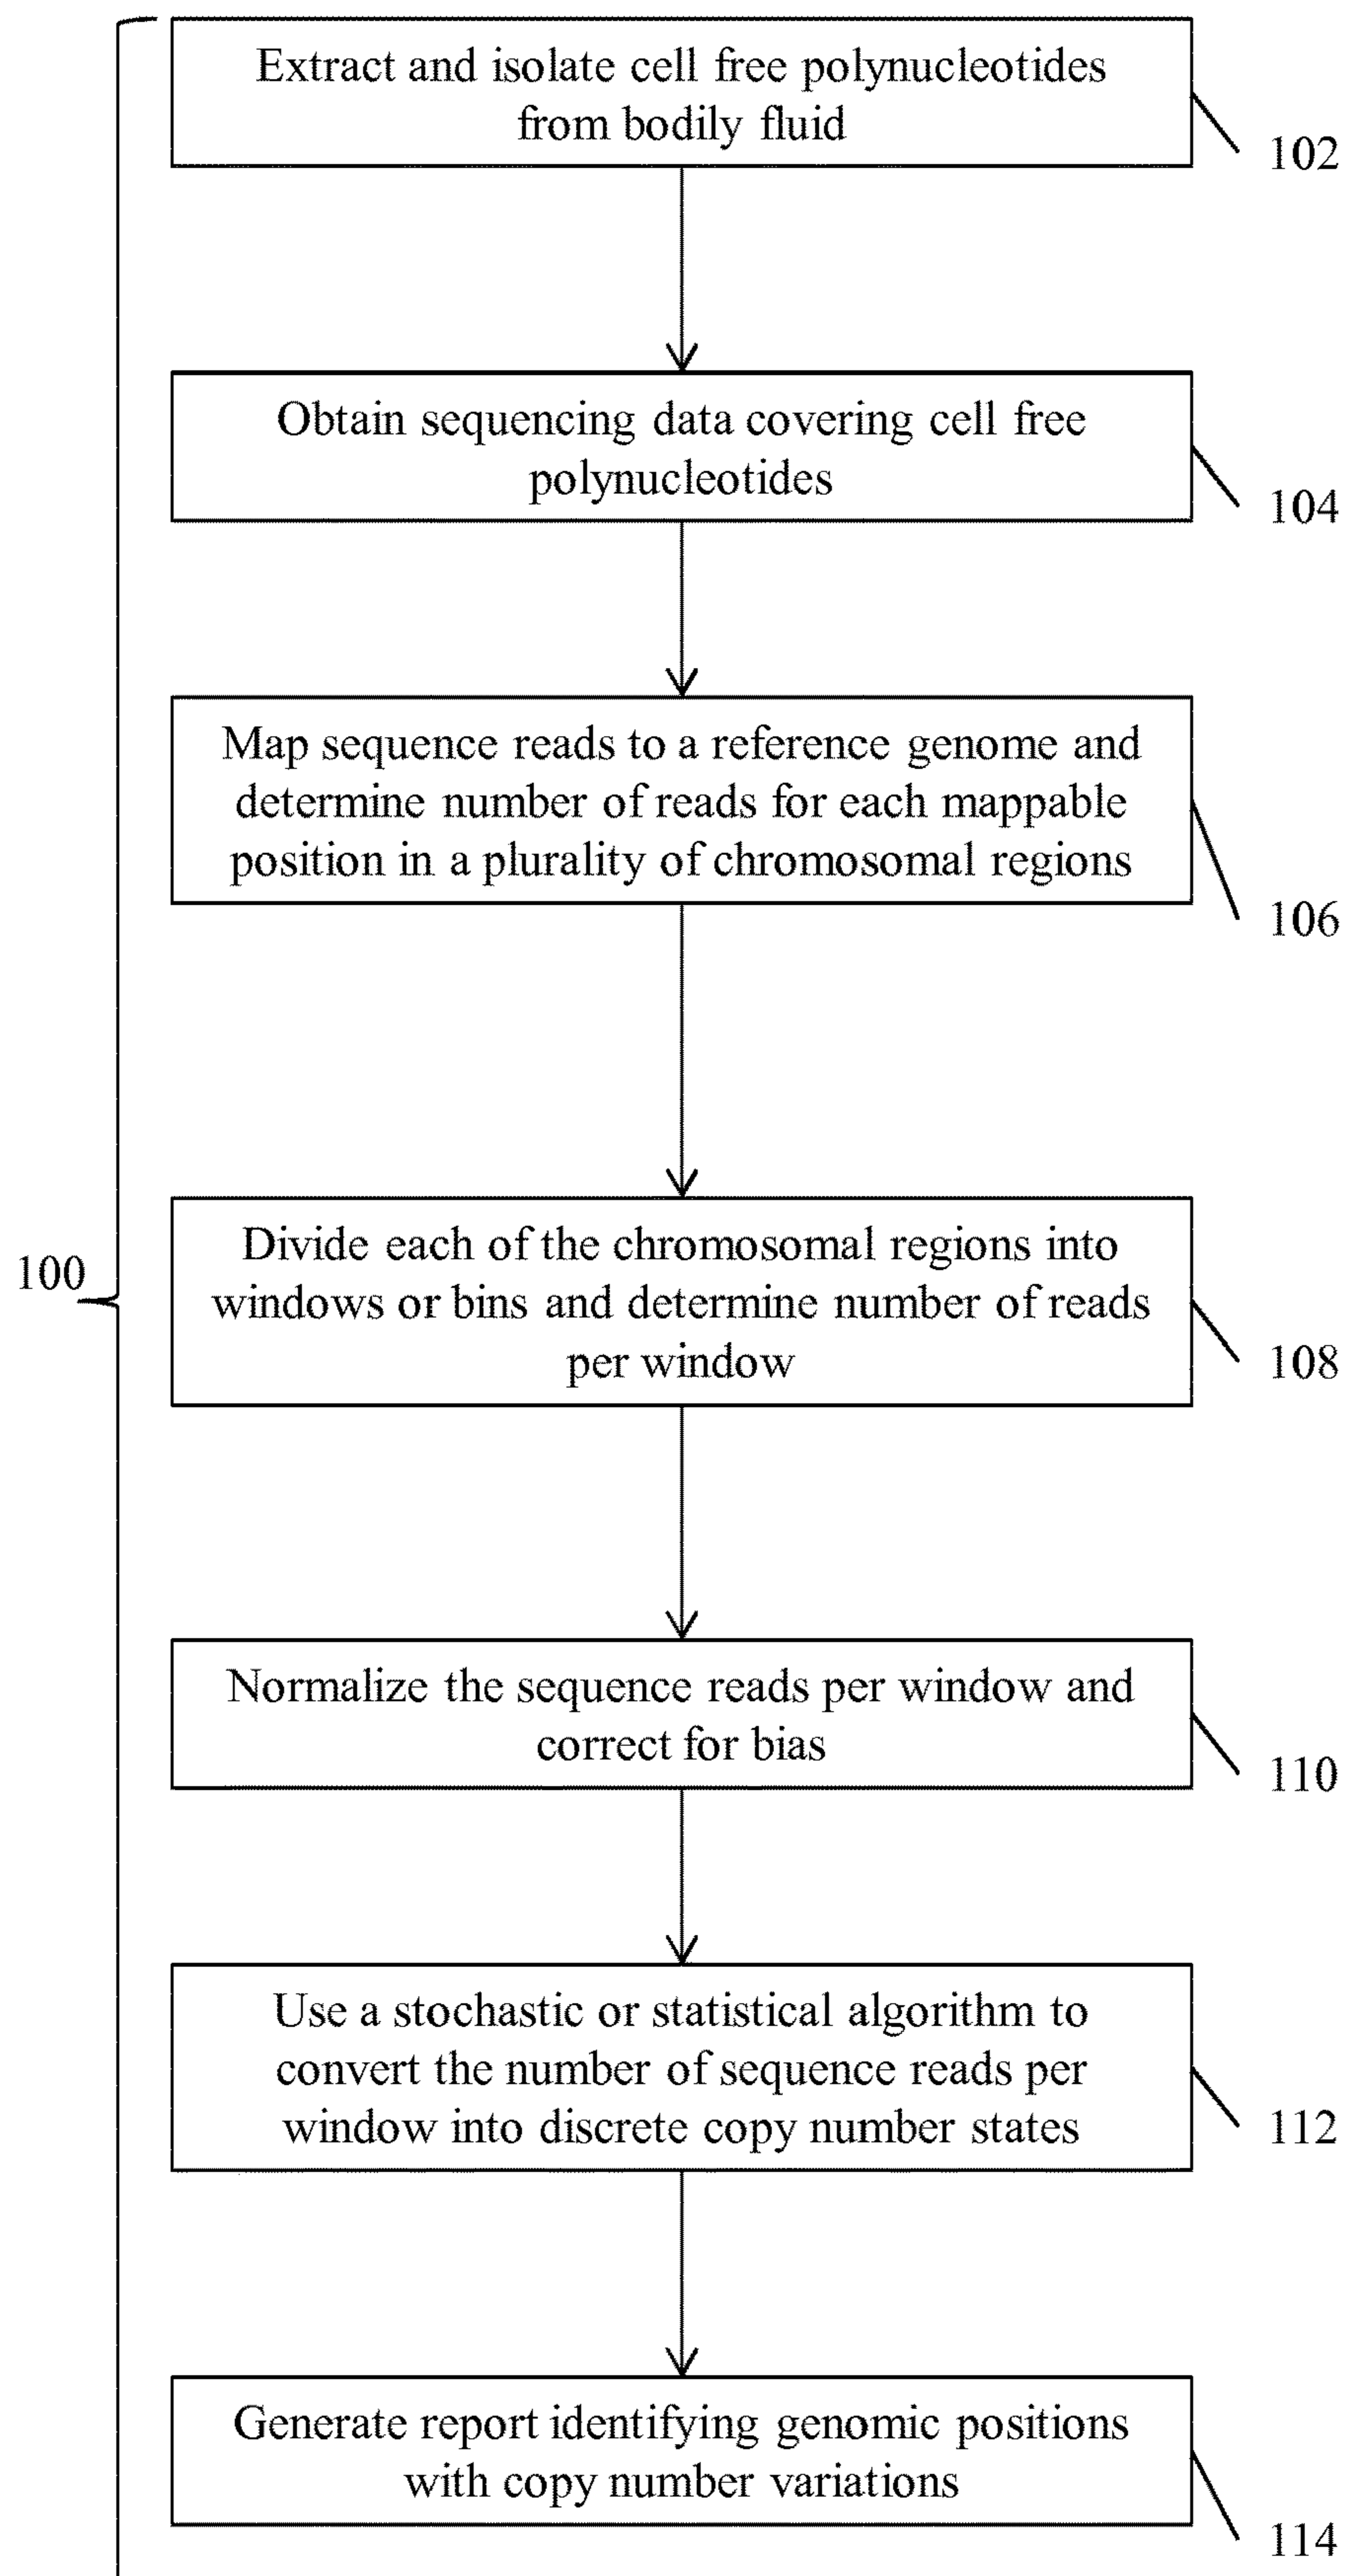 Extract and isolate cell free polynucleotides
from bodily fluid
102
Obtain sequencing data covering cell free
polynucleotides
104
Map sequence reads to a reference genome and
determine number of reads for each mappable
position in a plurality of chromosomal regions
106
100
Divide each of the chromosomal regions into
windows or bins and determine number of reads
per window
108
Normalize the sequence reads per window and
correct for bias
110
Use a stochastic or statistical algorithm to
convert the number of sequence reads per
window into discrete copy number states
112
Generate report identifying genomic positions
with copy number variations
114